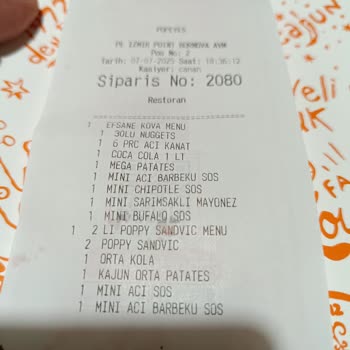 POPEYES
PL IZMIR POINT BORNOVA AVM
Pos No: 2
Tarih: 07-07-2025 Saat: 18:36:12
Kasiyer: canan
Siparis No: 2080
Restoran
1 EFSANE KOVA MENU
1 30LU NUGGETS
1 6 PRC ACI KANAT
1 COCA COLA 1 LT
1 MEGA PATATES
1 MINI ACI BARBEKU SOS
1 MINI CHIPOTLE SOS
1 MINI SARIMSAKLI MAYONEZ
1 MINI BUFALO SOS
1 2 LI POPPY SANDVIC MENU
2 POPPY SANDVIC
1 ORTA KOLA
1 KAJUN ORTA PATATES
1 MINI ACI SOS
1 MINI ACI BARBEKU SOS